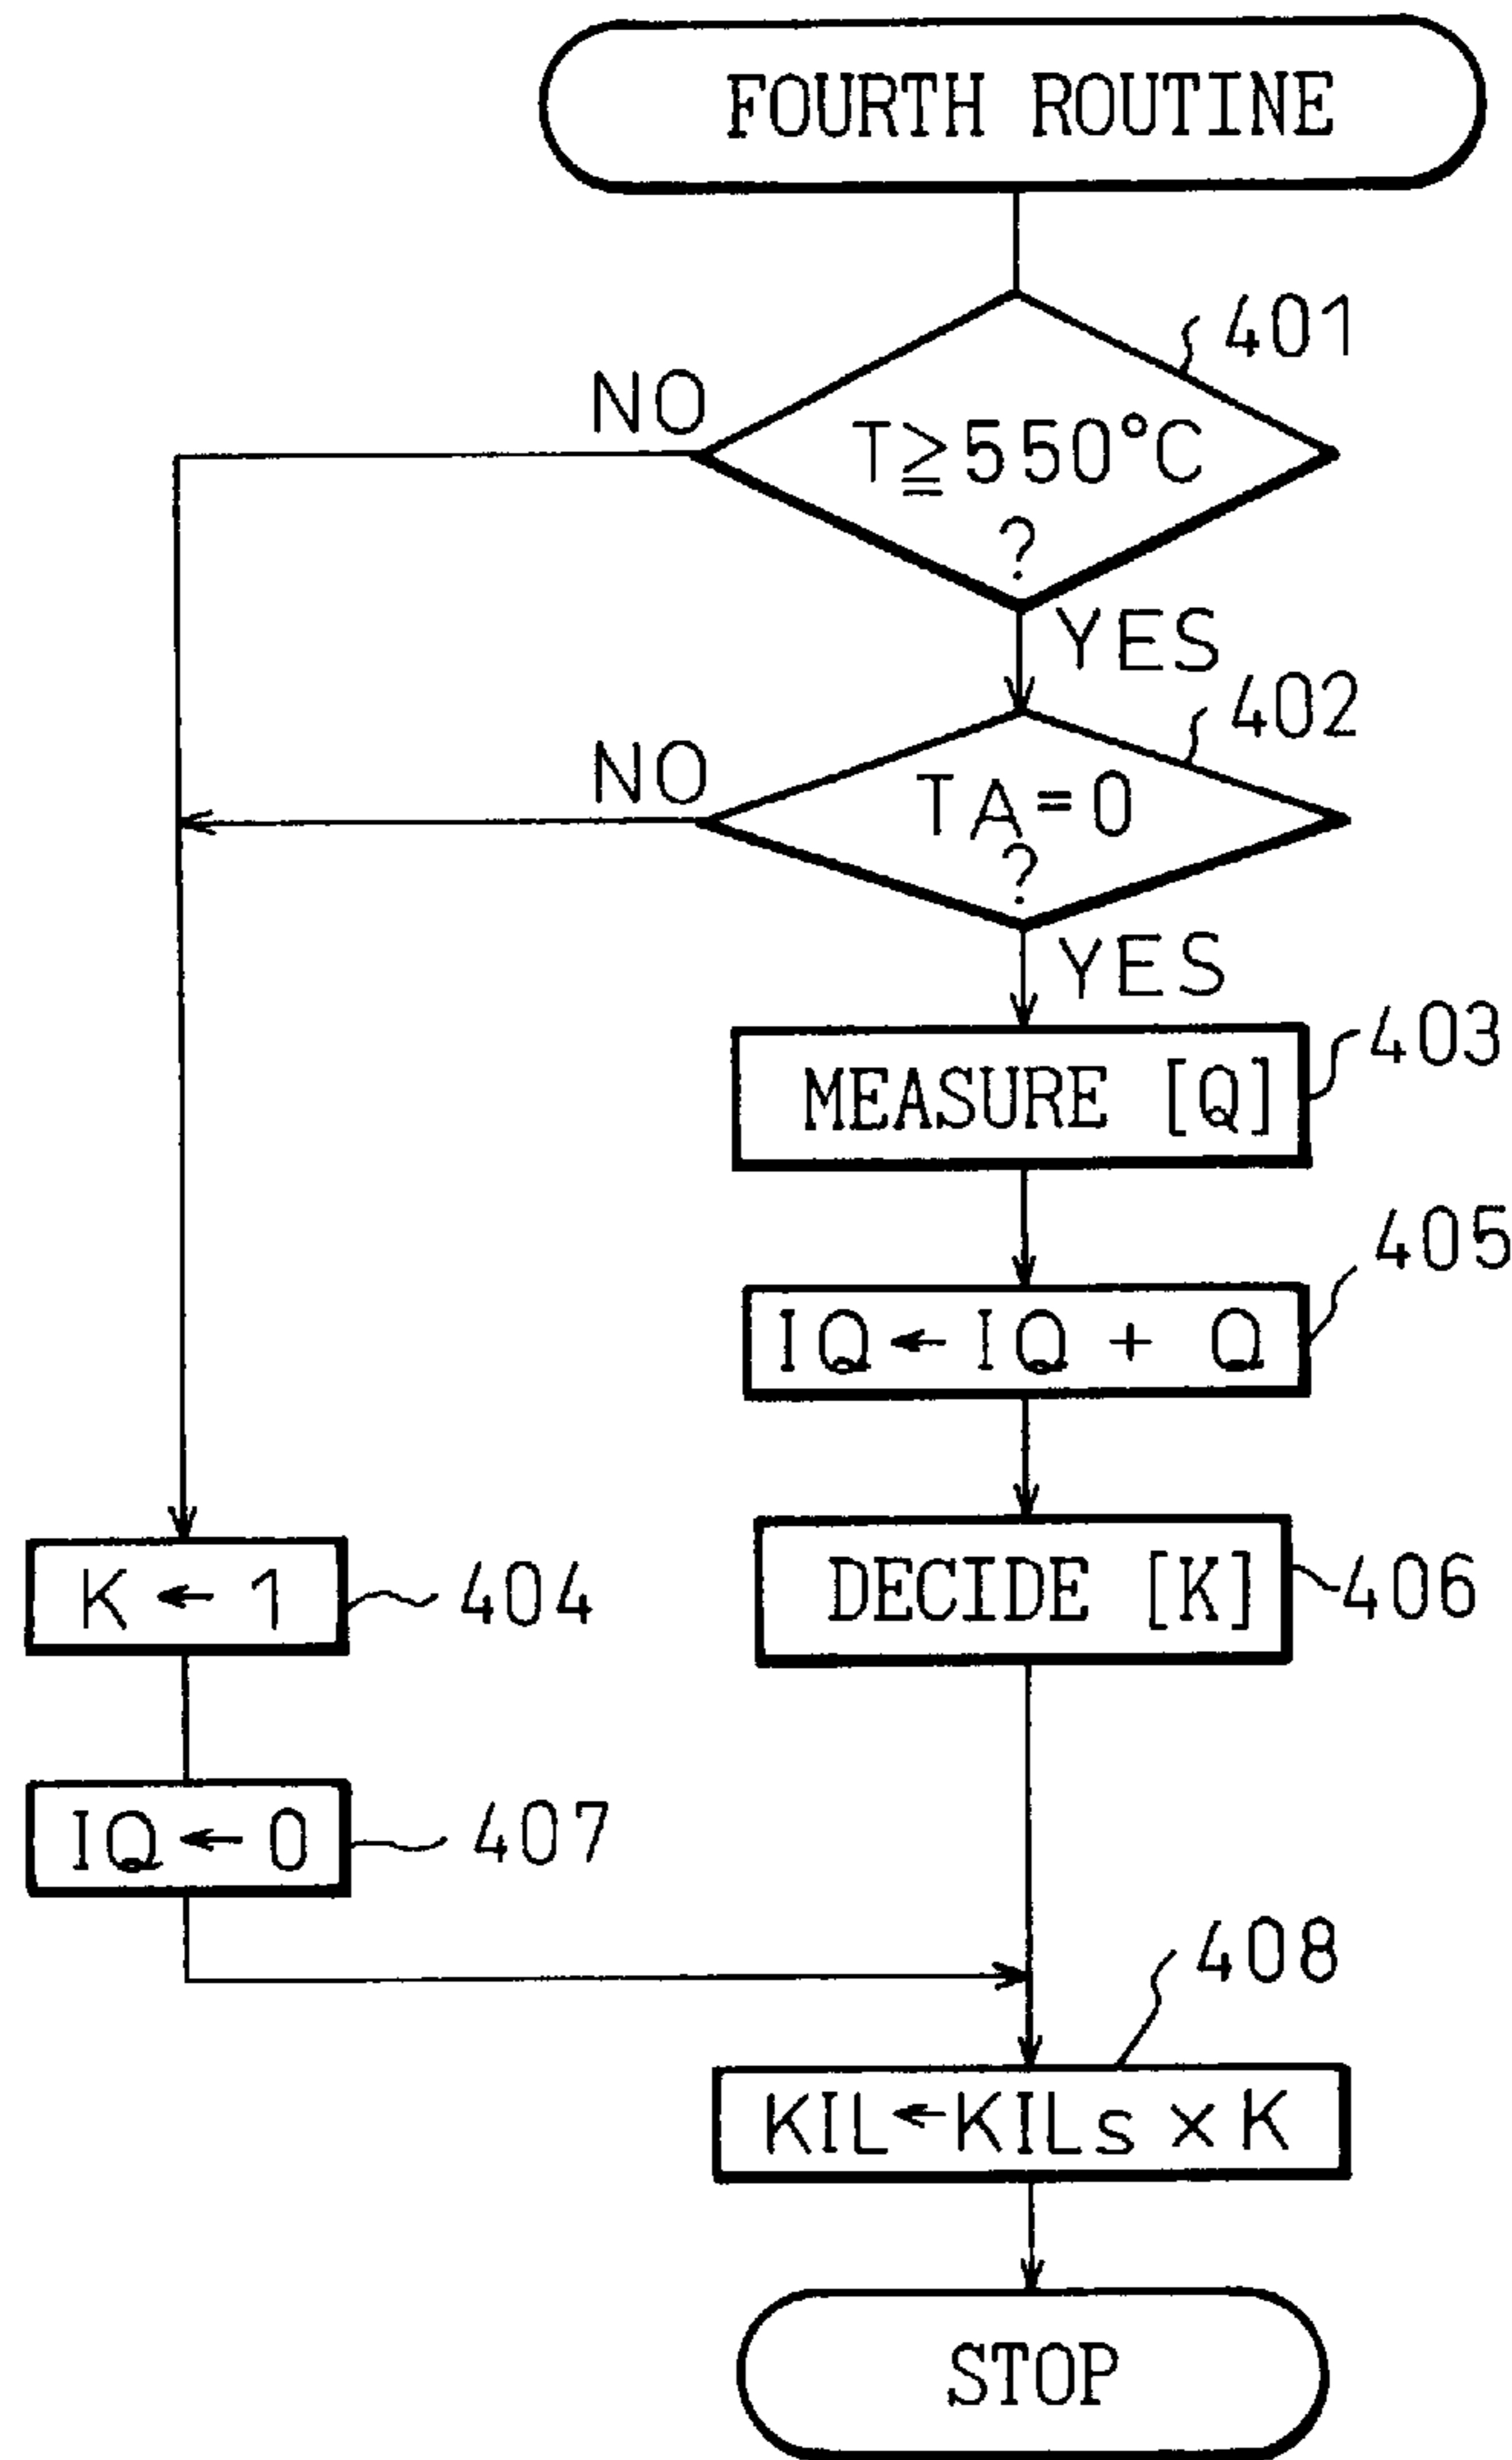 FOURTH ROUTINE
401
NO
T≧550°C
?
YES
402
NO
TA=0
?
YES
403
MEASURE [Q]
405
IQ←IQ + Q
K←1
404
DECIDE [K]
406
IQ←0
407
408
KIL←KILs×K
STOP